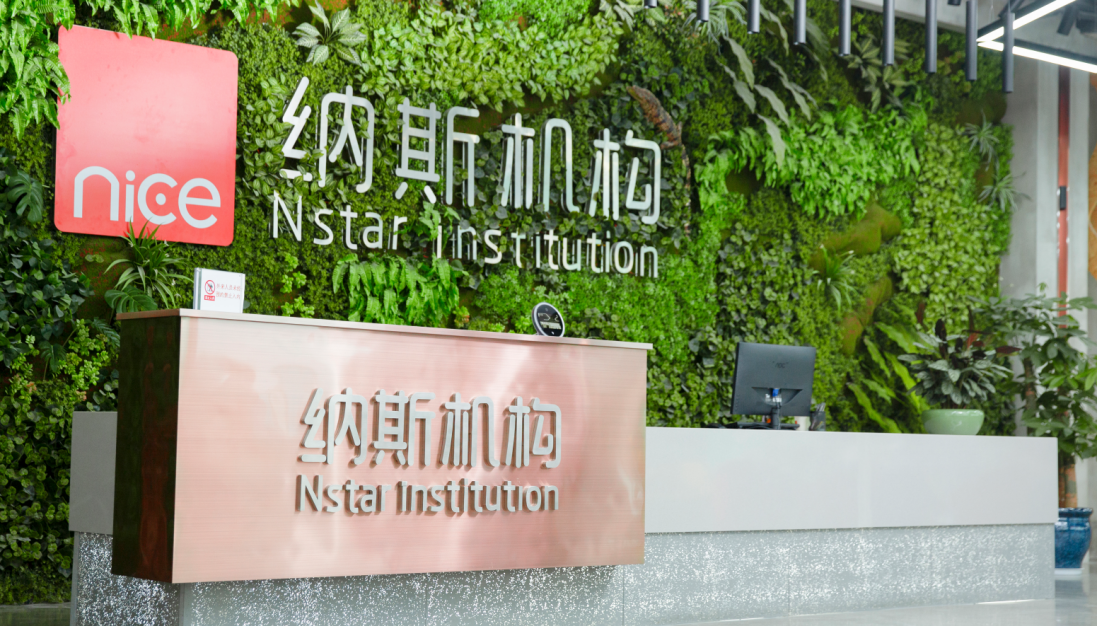 nice
纳斯机构
Nstar institution
纳斯机构
Nstar institution